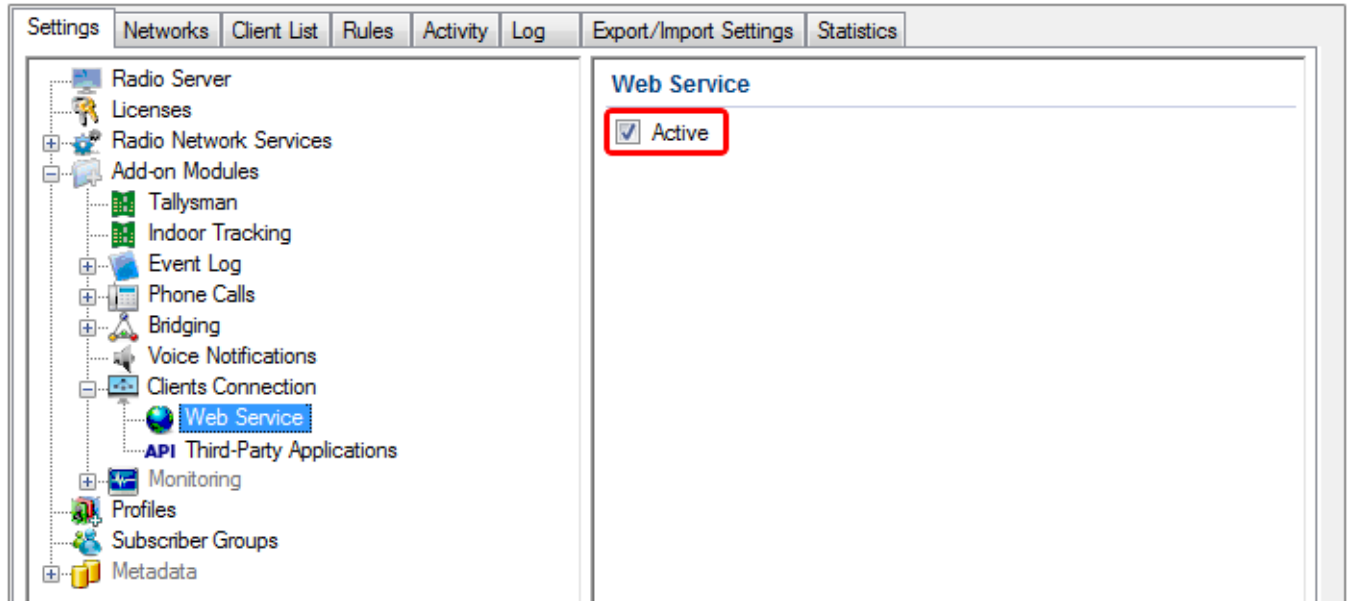 Settings Networks Client List Rules Activity Log Export/Import Settings Statistics
Radio Server
Licenses
Radio Network Services
Add-on Modules
Tallysman
Indoor Tracking
Event Log
Phone Calls
Bridging
Voice Notifications
Clients Connection
Web Service
API Third-Party Applications
Monitoring
Profiles
Subscriber Groups
Metadata
Web Service
Active